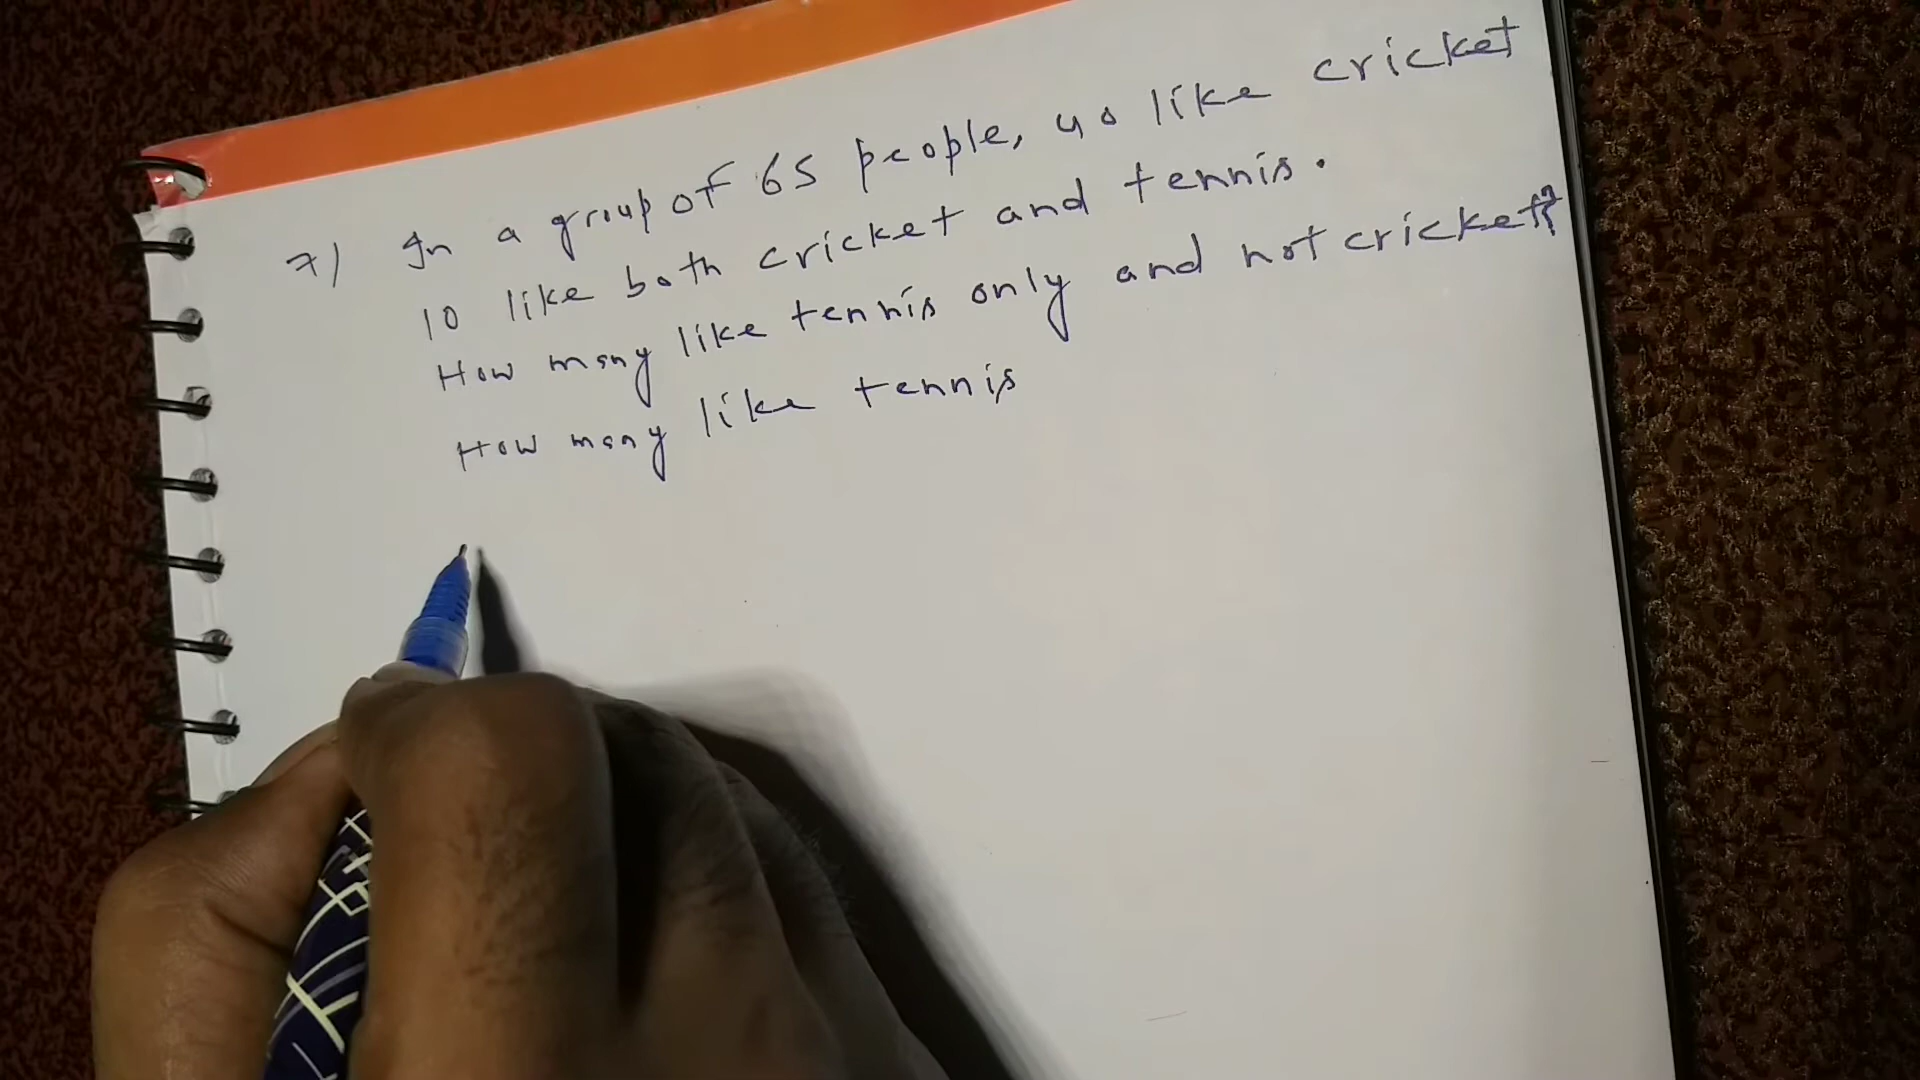 7) In a group of 65 people, 40 like cricket
10 like both cricket and tennis.
How many like tennis only and not cricket?
How many like tennis